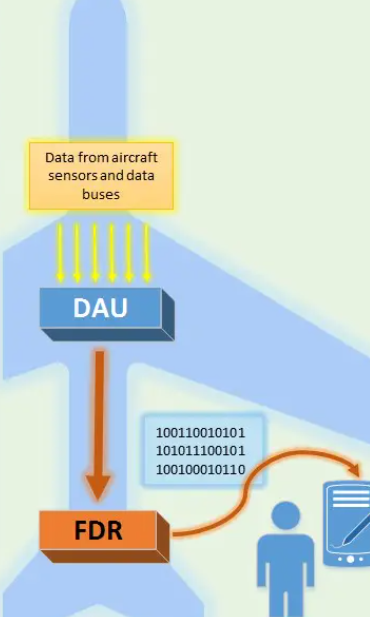 Data from aircraft
sensors and data
buses
DAU
100110010101
101011100101
100100010110
FDR